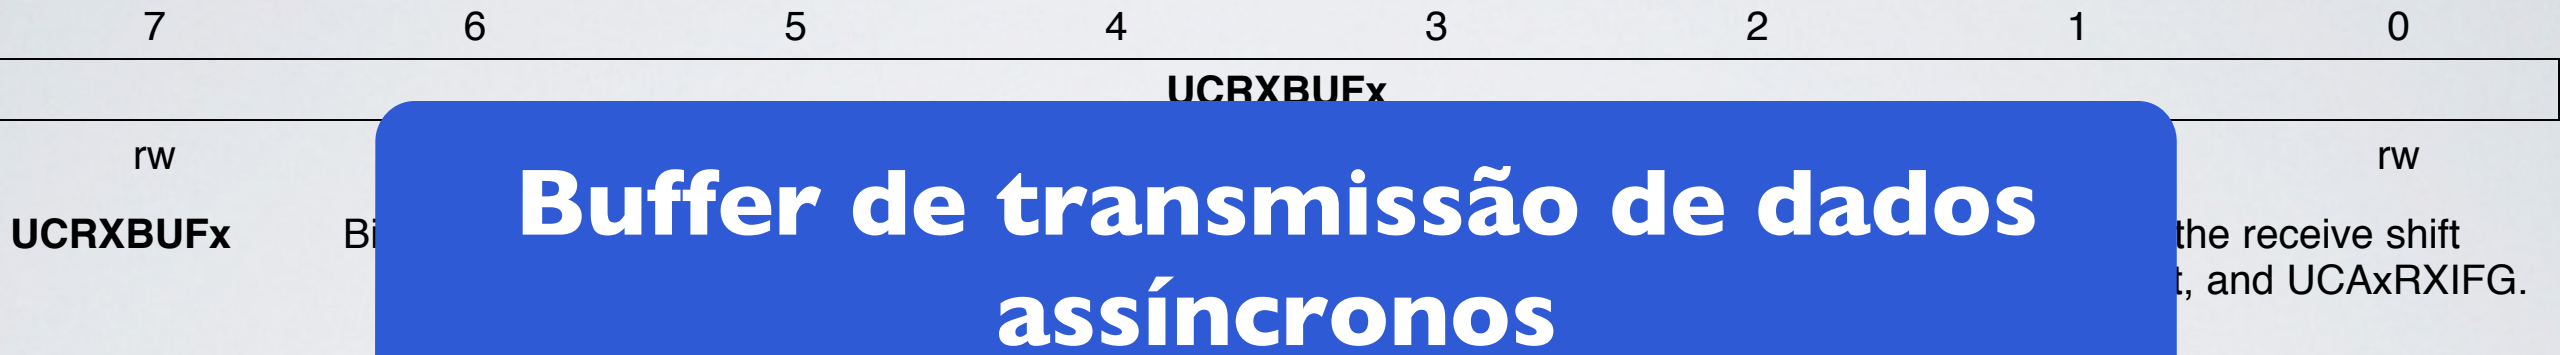 7 6 5 4 3 2 1 0
UCRXBUFx
rw rw
Buffer de transmissão de dados
assíncronos
UCRXBUFx the receive shift
and UCAxRXIFG.